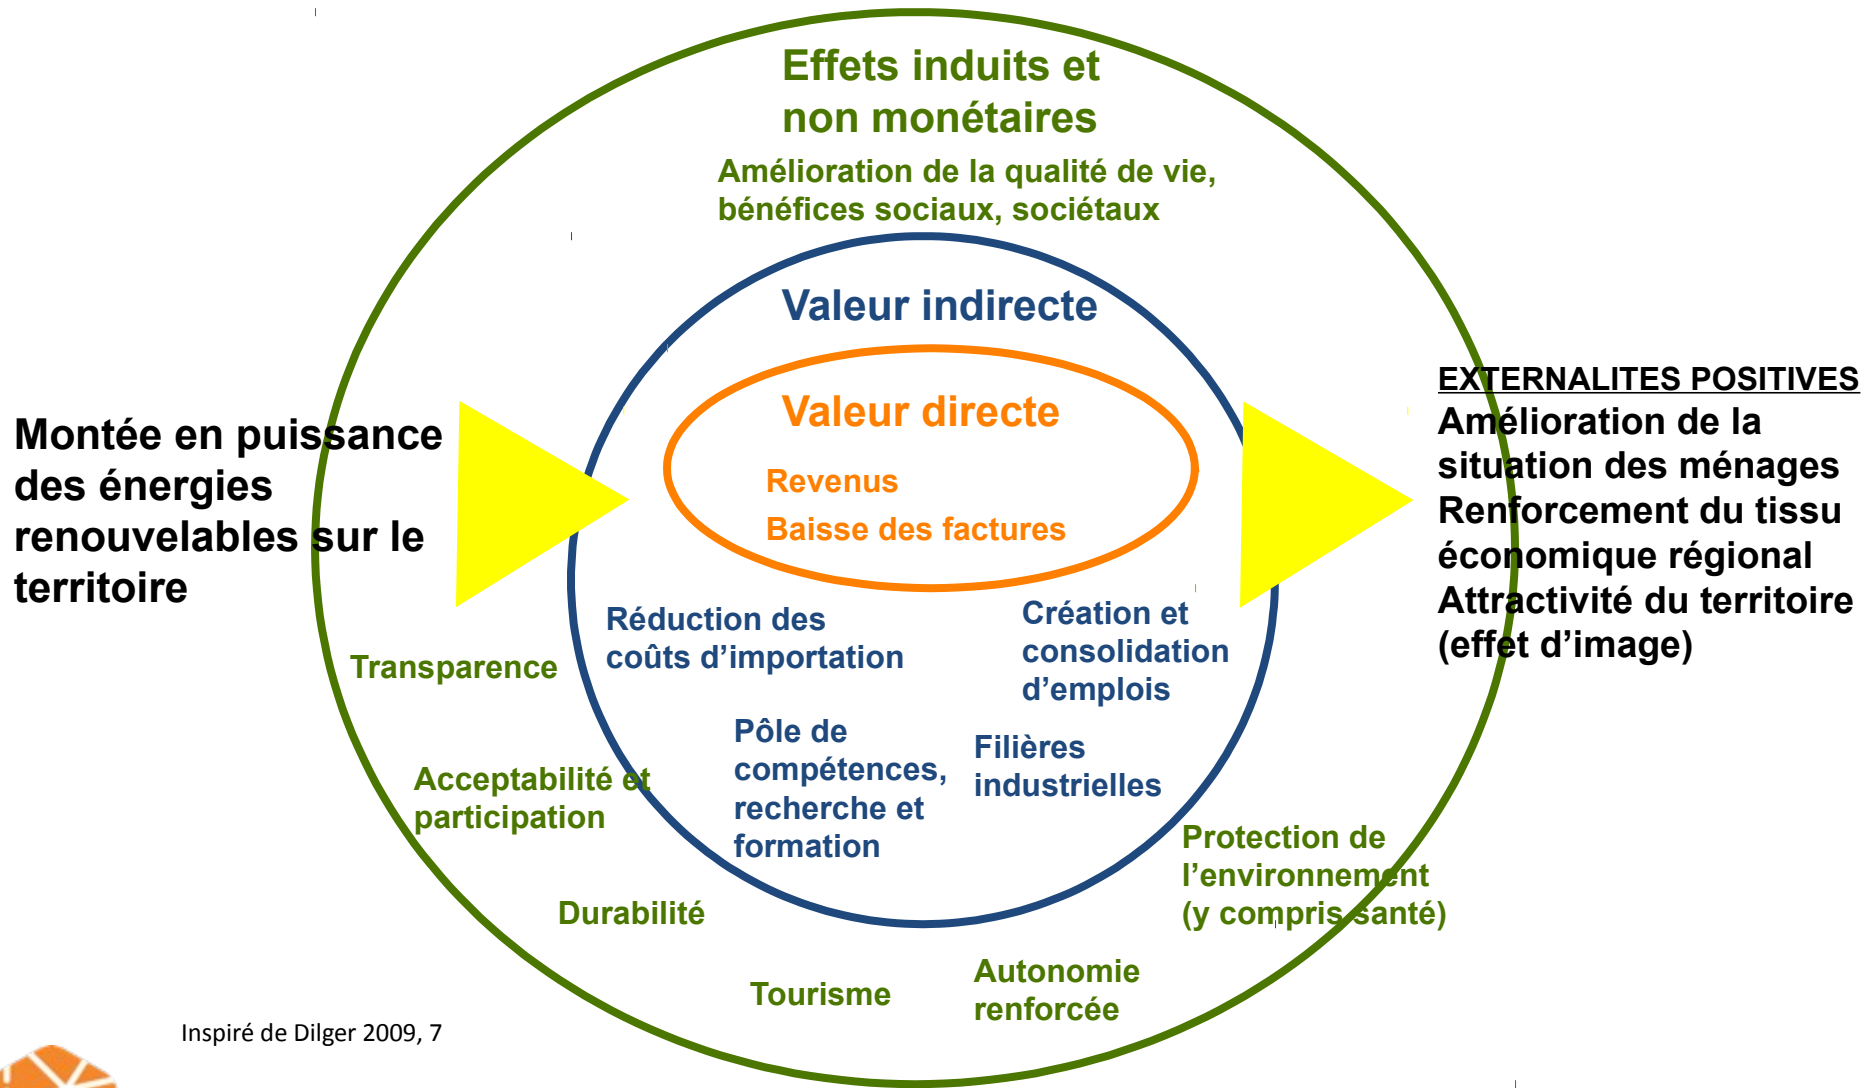 Effets induits et
non monétaires
Amélioration de la qualité de vie,
bénéfices sociaux, sociétaux
Valeur indirecte
Valeur directe
Revenus
Baisse des factures
Montée en puissance
des énergies
renouvelables sur le
territoire
EXTERNALITES POSITIVES
Amélioration de la
situation des ménages
Renforcement du tissu
économique régional
Attractivité du territoire
(effet d’image)
Réduction des
coûts d’importation
Création et
consolidation
d’emplois
Transparence
Pôle de
compétences,
recherche et
formation
Filières
industrielles
Acceptabilité et
participation
Protection de
l’environnement
(y compris santé)
Durabilité
Tourisme
Autonomie
renforcée
Inspiré de Dilger 2009, 7